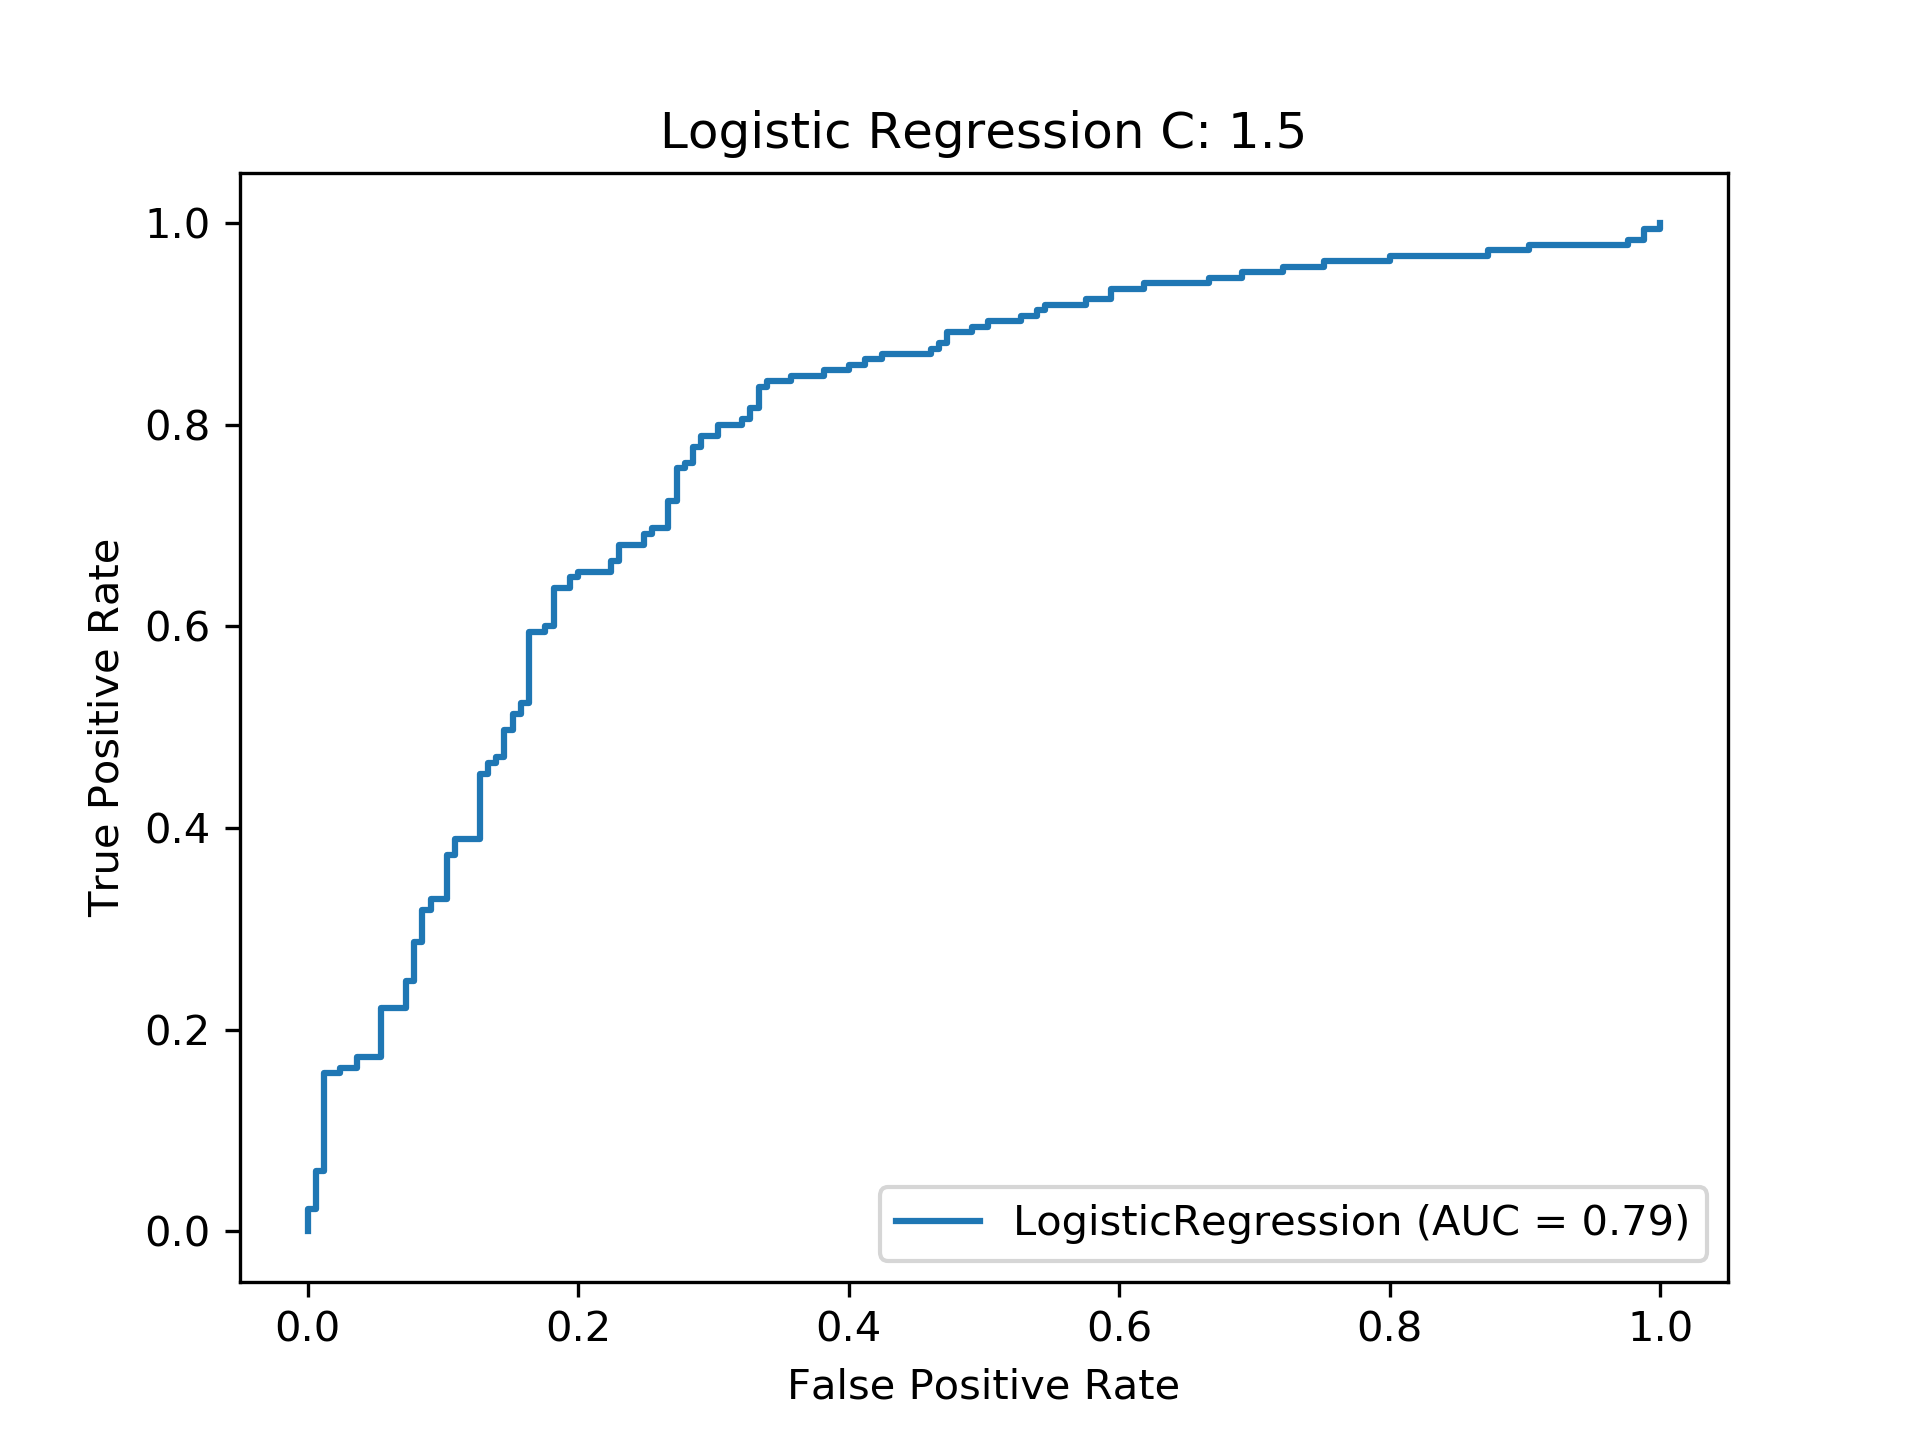 Logistic Regression C: 1.5
True Positive Rate
1.0
0.8
0.6
0.4
0.2
0.0
LogisticRegression (AUC = 0.79)
0.0 0.2 0.4 0.6 0.8 1.0
False Positive Rate